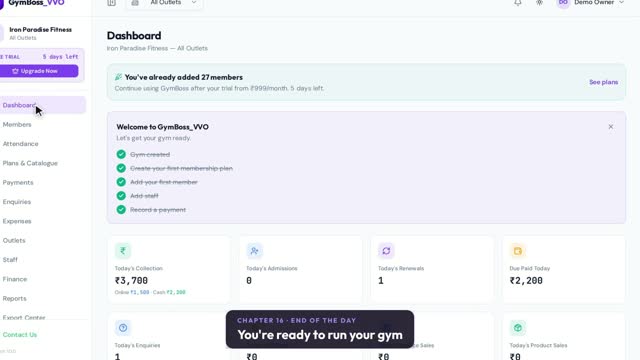 GymBoss_VVO
All Outlets
DO
Demo Owner
Iron Paradise Fitness
All Outlets
E TRIAL
5 days left
Upgrade Now
Dashboard
Members
Attendance
Plans & Catalogue
Payments
Enquiries
Expenses
Outlets
Staff
Finance
Reports
Export Center
Contact Us
Dashboard
Iron Paradise Fitness — All Outlets
You've already added 27 members
Continue using GymBoss after your trial from ₹999/month. 5 days left.
See plans
Welcome to GymBoss_VVO
Let's get your gym ready.
Gym created
Create your first membership plan
Add your first member
Add staff
Record a payment
Today's Collection
₹3,700
Online ₹1,500 · Cash ₹2,200
Today's Admissions
0
Today's Renewals
1
Due Paid Today
₹2,200
Today's Enquiries
1
₹0
age Sales
₹0
Today's Product Sales
₹0
CHAPTER 16 · END OF THE DAY
You're ready to run your gym